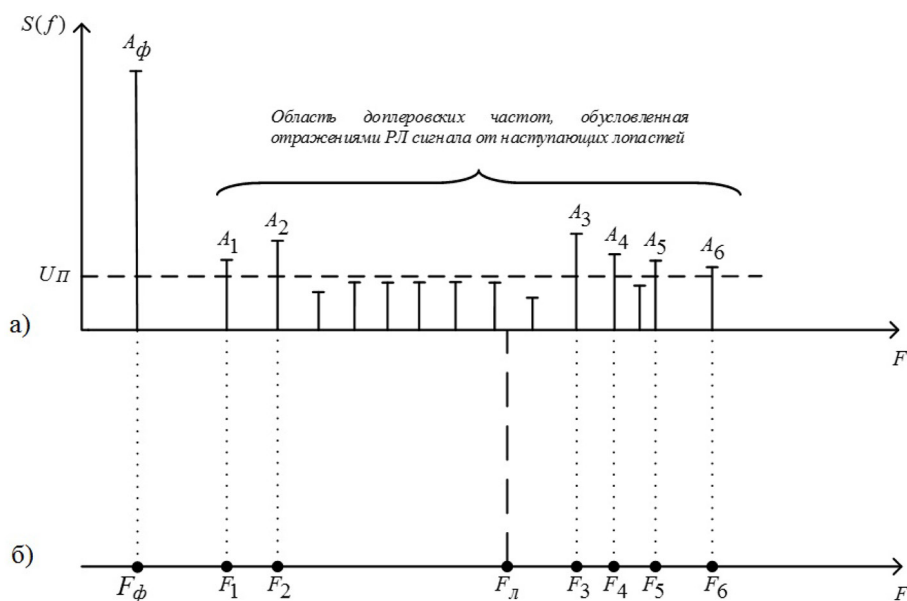 S(f)
Aф
Область доплеровских частот, обусловленная
отражениями РЛ сигнала от наступающих лопастей
A1 A2 A3 A4 A5 A6
UП
а)
F
б)
Fф F1 F2 Fл F3 F4 F5 F6 F